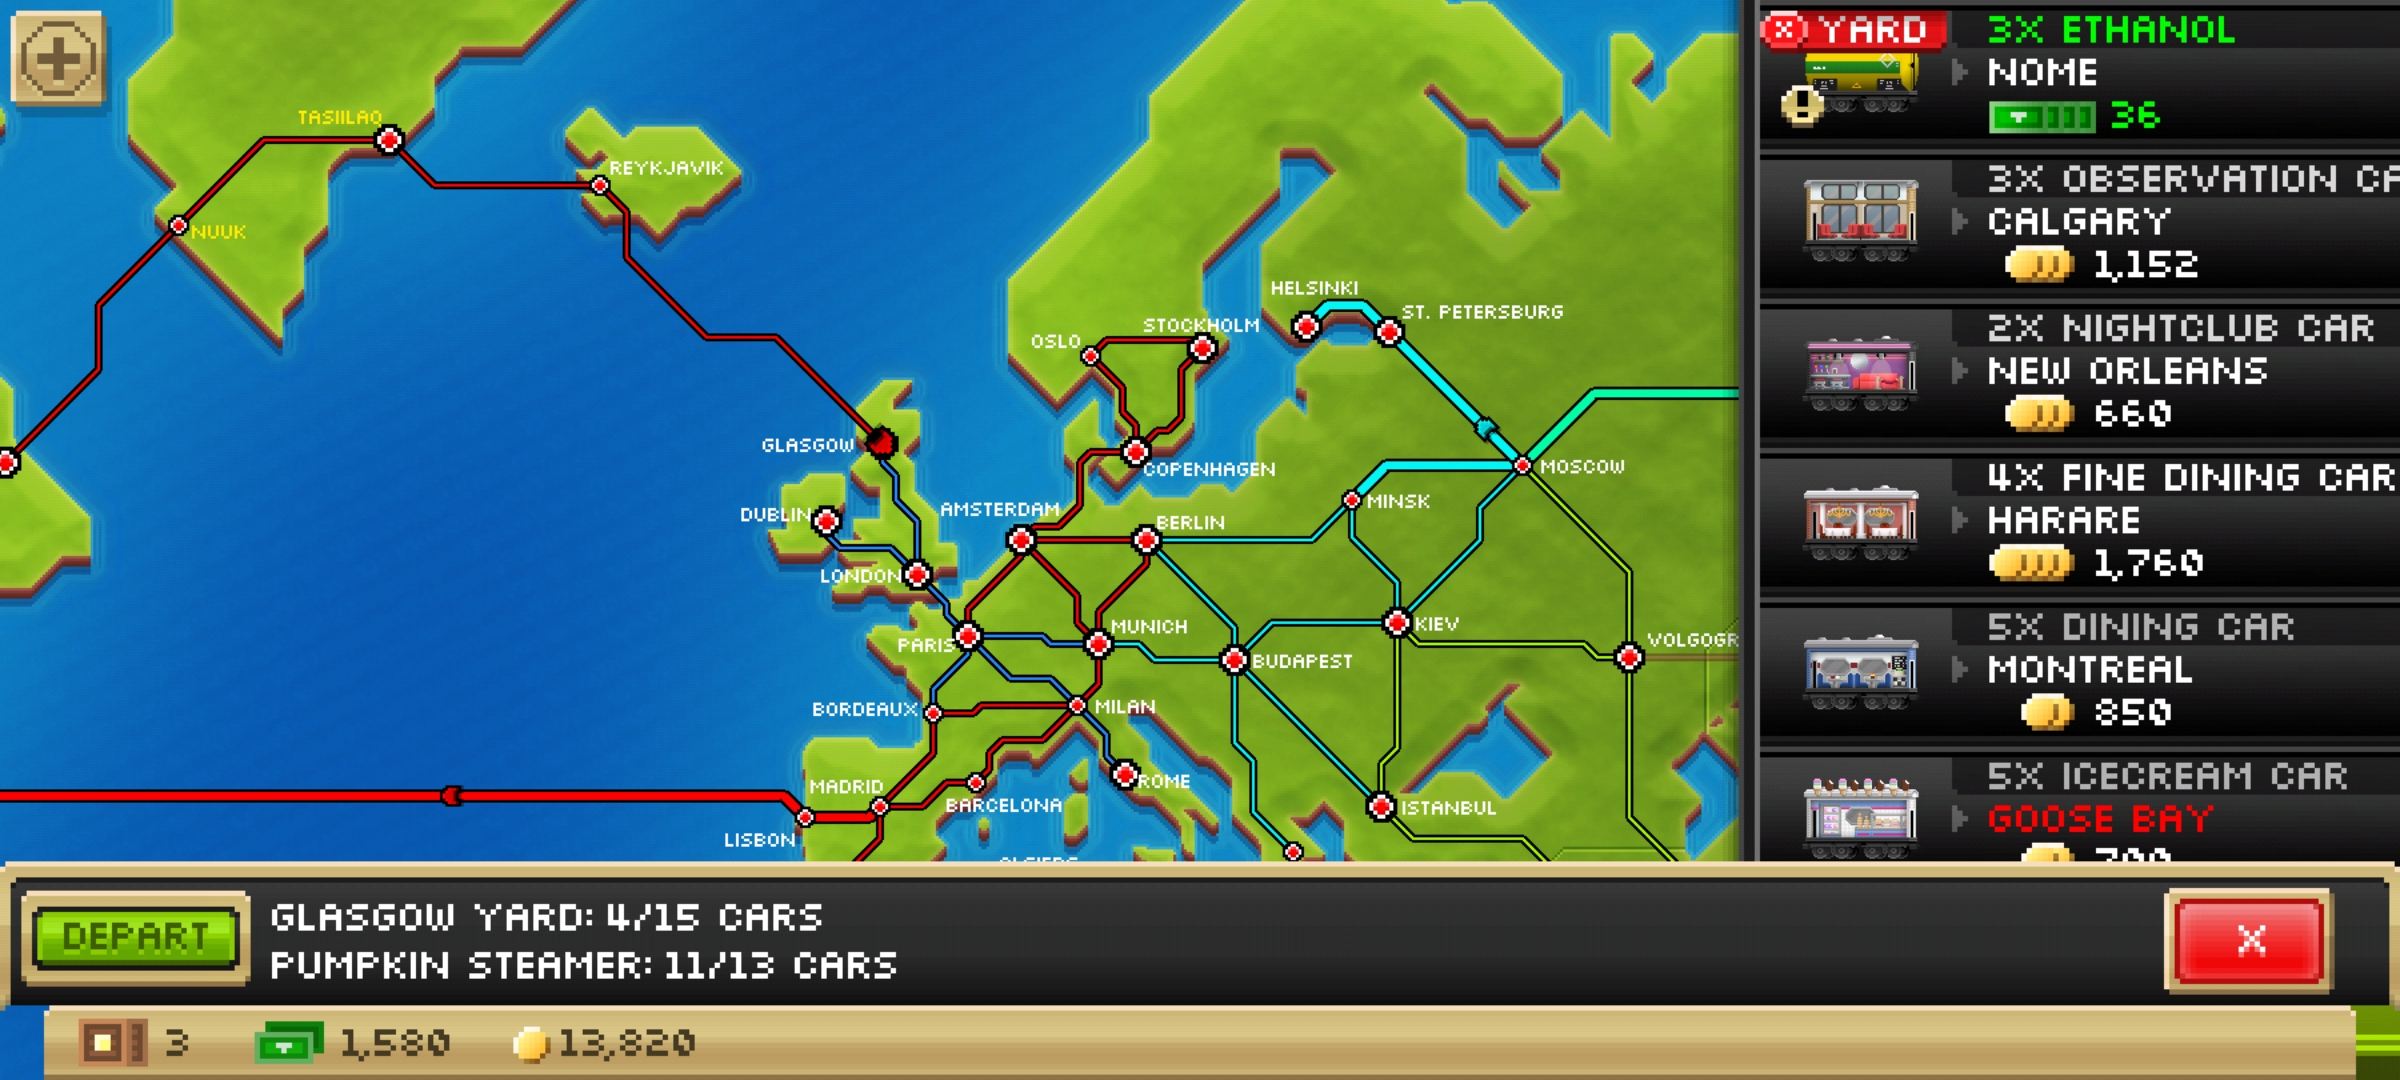 TASIILAQ
REYKJAVIK
NUUK
HELSINKI
ST. PETERSBURG
STOCKHOLM
OSLO
GLASGOW
COPENHAGEN
MOSCOW
MINSK
DUBLIN
AMSTERDAM
BERLIN
LONDON
MUNICH
KIEV
PARIS
VOLGOGR
BUDAPEST
BORDEAUX
MILAN
MADRID
ROME
BARCELONA
ISTANBUL
LISBON
YARD
3X ETHANOL
NOME
36
3X OBSERVATION CA
CALGARY
1,152
2X NIGHTCLUB CAR
NEW ORLEANS
660
4X FINE DINING CAR
HARARE
1,760
5X DINING CAR
MONTREAL
850
5X ICECREAM CAR
GOOSE BAY
DEPART
GLASGOW YARD: 4/15 CARS
PUMPKIN STEAMER: 11/13 CARS
X
3
1,580
13,820